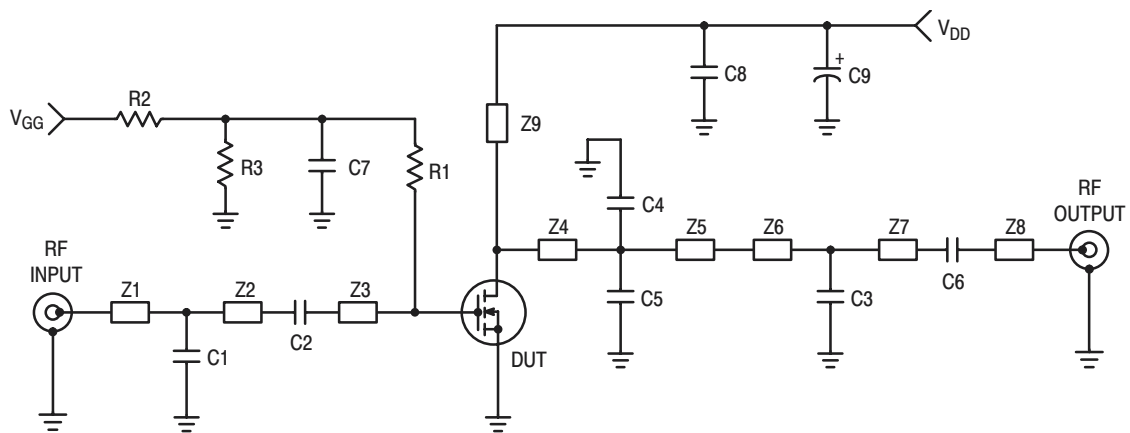 V_DD
C8
+
C9
R2
V_GG
Z9
R3
C7
R1
C4
RF
OUTPUT
Z4
Z5
Z6
Z7
Z8
RF
INPUT
C6
Z1
Z2
Z3
C5
C3
C2
C1
DUT